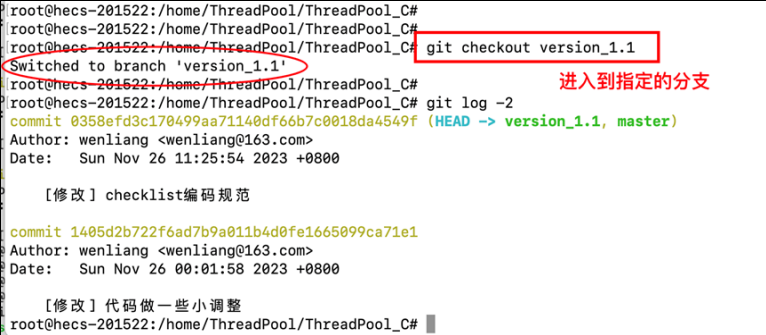 root@hecs-201522:/home/ThreadPool/ThreadPool_C#
root@hecs-201522:/home/ThreadPool/ThreadPool_C#
root@hecs-201522:/home/ThreadPool/ThreadPool_C# git checkout version_1.1
Switched to branch 'version_1.1'
进入到指定的分支
root@hecs-201522:/home/ThreadPool/ThreadPool_C#
root@hecs-201522:/home/ThreadPool/ThreadPool_C# git log -2
commit 0358efd3c170499aa71140df66b7c0018da4549f (HEAD -> version_1.1, master)
Author: wenliang <wenliang@163.com>
Date:   Sun Nov 26 11:25:54 2023 +0800
[修改] checklist编码规范
commit 1405d2b722f6ad7b9a011b4d0fe1665099ca71e1
Author: wenliang <wenliang@163.com>
Date:   Sun Nov 26 00:01:58 2023 +0800
[修改] 代码做一些小调整
root@hecs-201522:/home/ThreadPool/ThreadPool_C#